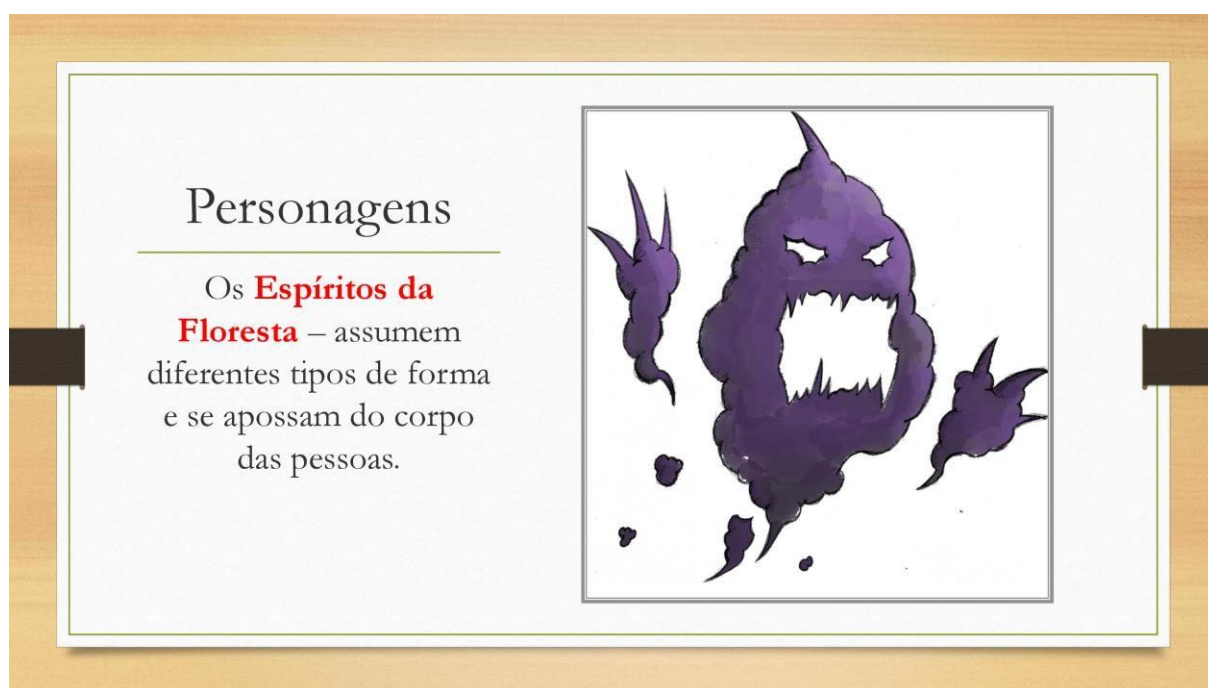 Personagens
Os Espíritos da
Floresta – assumem
diferentes tipos de forma
e se apossam do corpo
das pessoas.